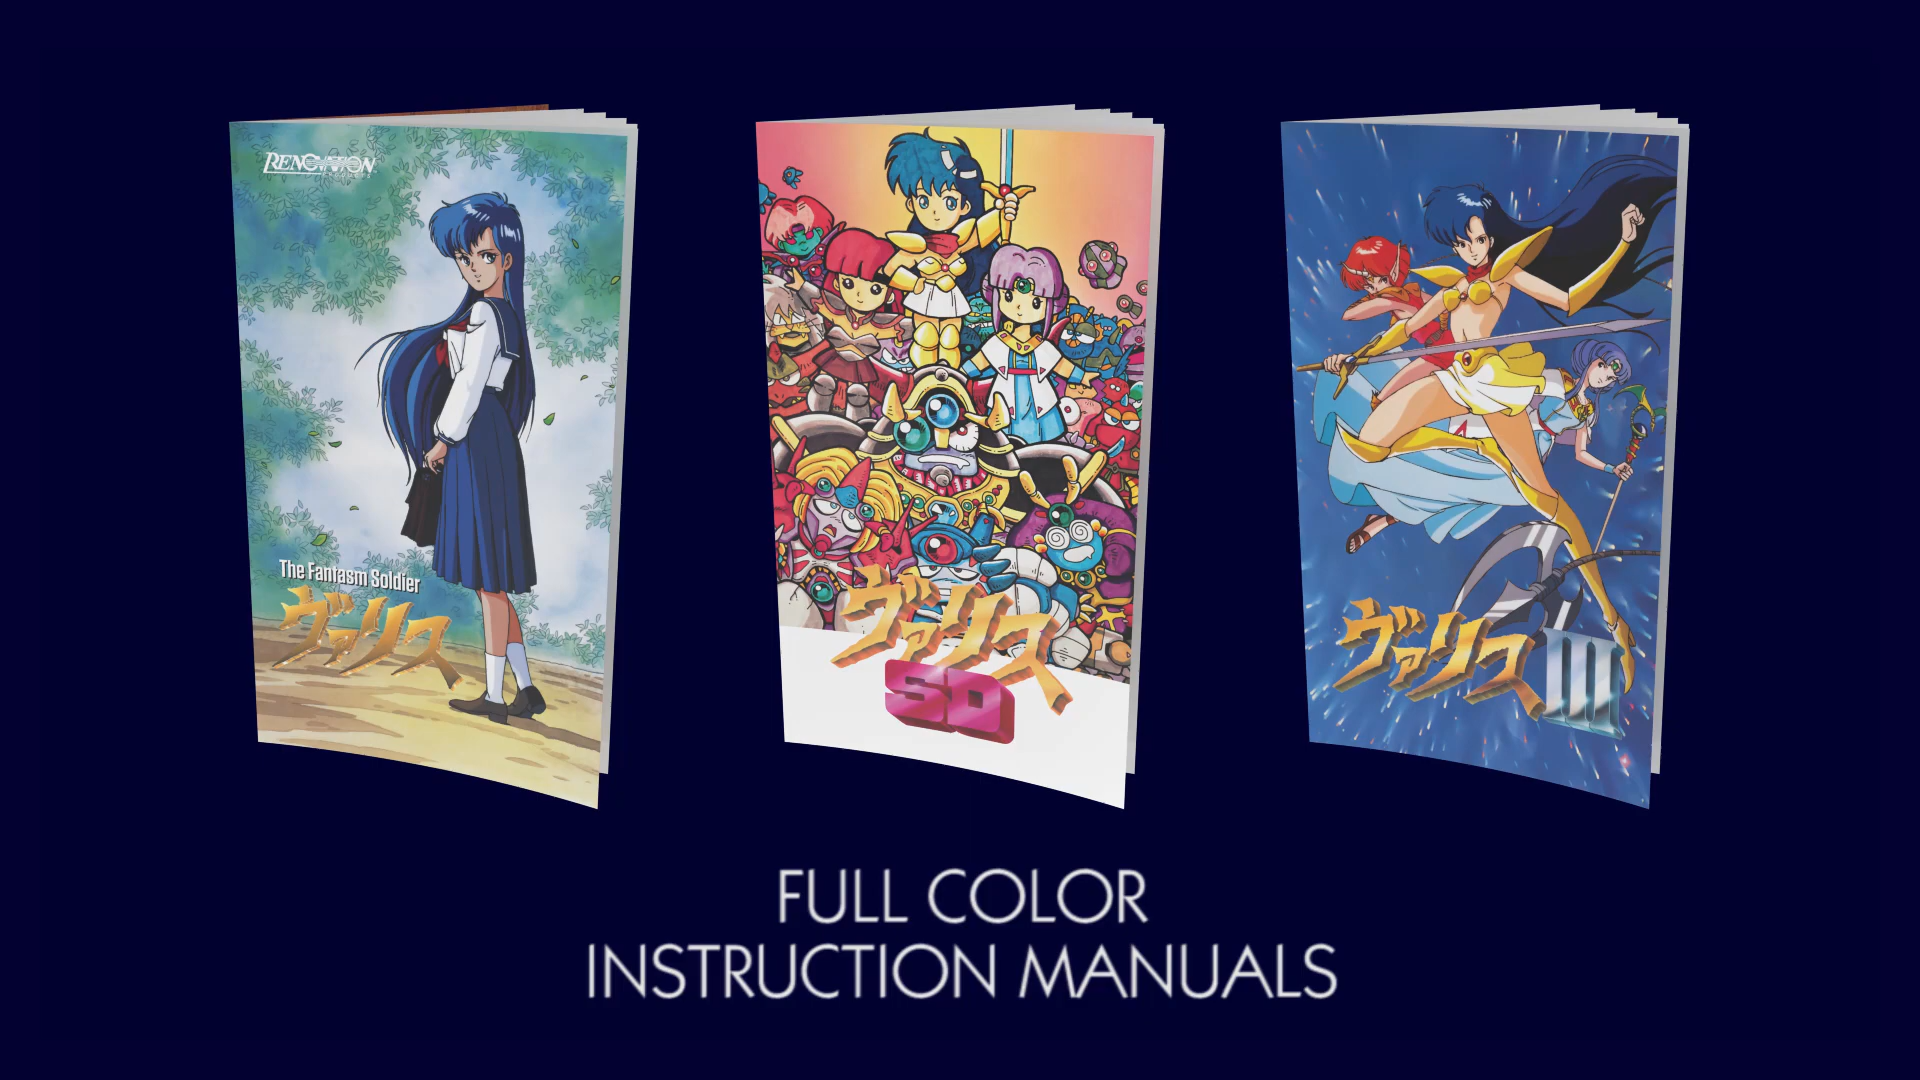 RENOVATION
PRODUCTS
The Fantasm Soldier
ヴァリス
ヴァリス
SD
ヴァリス III
FULL COLOR
INSTRUCTION MANUALS